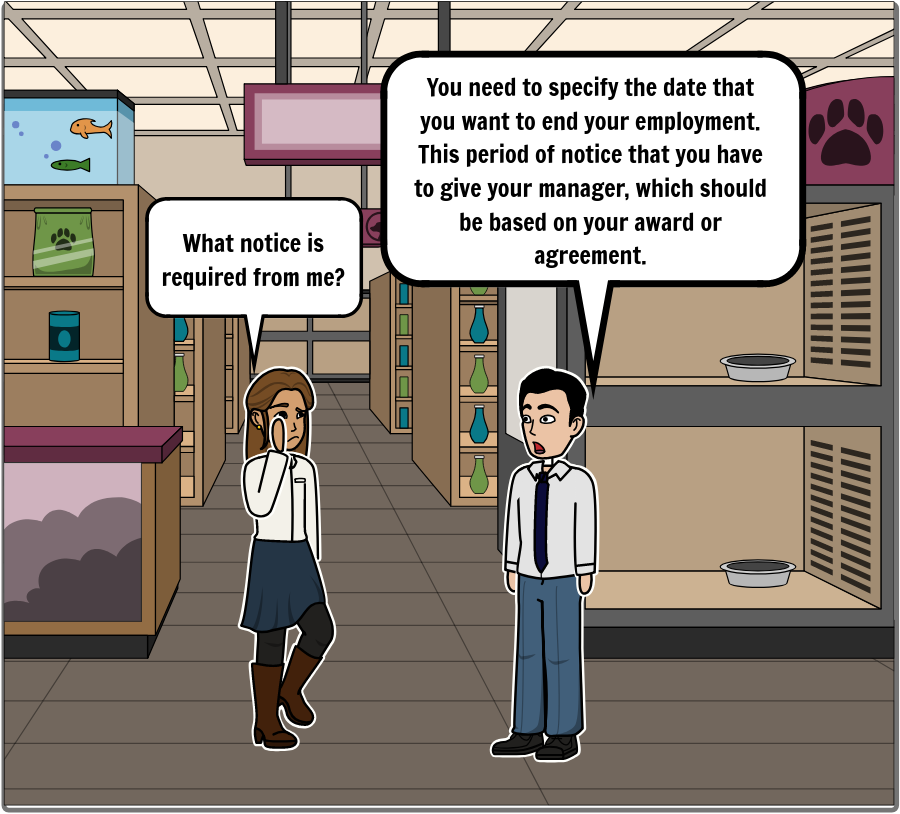 What notice is
required from me?
You need to specify the date that
you want to end your employment.
This period of notice that you have
to give your manager, which should
be based on your award or
agreement.